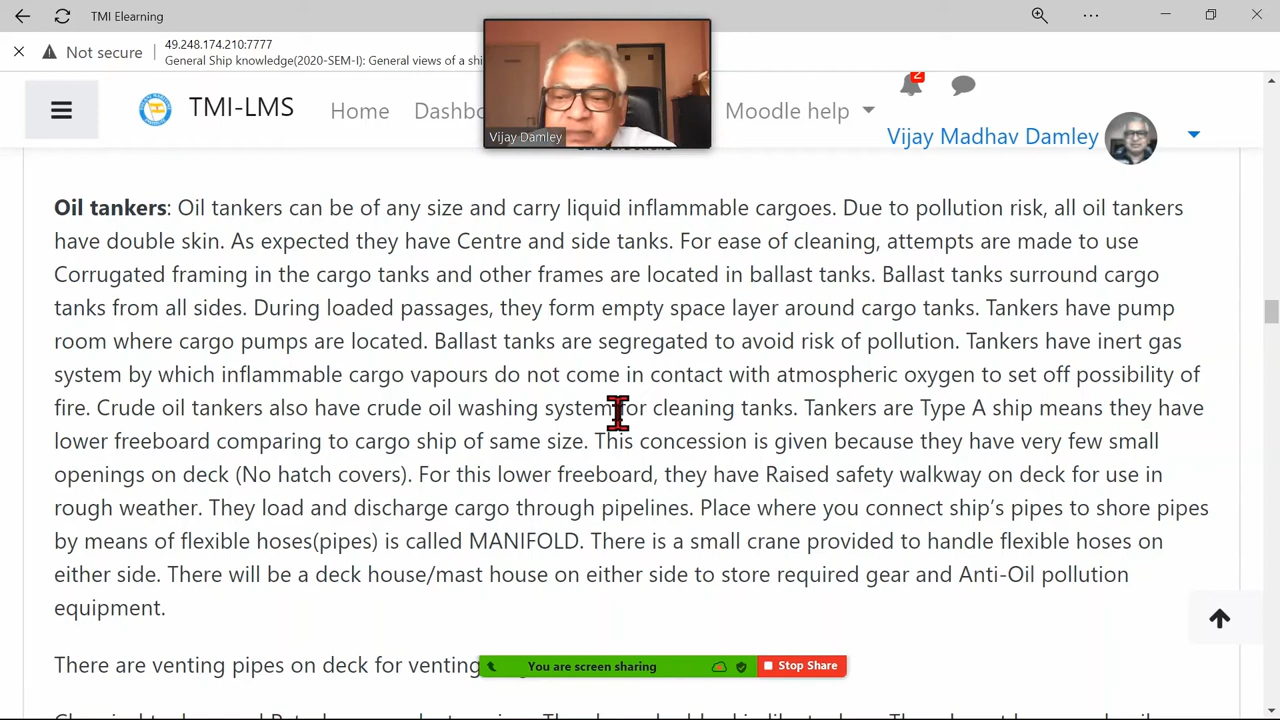 TMI Elearning
Not secure
49.248.174.210:7777
General Ship knowledge(2020-SEM-I): General views of a shi
2
TMI-LMS
Home
Dashbo
Moodle help
Vijay Damley
Vijay Madhav Damley
Oil tankers: Oil tankers can be of any size and carry liquid inflammable cargoes. Due to pollution risk, all oil tankers
have double skin. As expected they have Centre and side tanks. For ease of cleaning, attempts are made to use
Corrugated framing in the cargo tanks and other frames are located in ballast tanks. Ballast tanks surround cargo
tanks from all sides. During loaded passages, they form empty space layer around cargo tanks. Tankers have pump
room where cargo pumps are located. Ballast tanks are segregated to avoid risk of pollution. Tankers have inert gas
system by which inflammable cargo vapours do not come in contact with atmospheric oxygen to set off possibility of
fire. Crude oil tankers also have crude oil washing system for cleaning tanks. Tankers are Type A ship means they have
lower freeboard comparing to cargo ship of same size. This concession is given because they have very few small
openings on deck (No hatch covers). For this lower freeboard, they have Raised safety walkway on deck for use in
rough weather. They load and discharge cargo through pipelines. Place where you connect ship's pipes to shore pipes
by means of flexible hoses(pipes) is called MANIFOLD. There is a small crane provided to handle flexible hoses on
either side. There will be a deck house/mast house on either side to store required gear and Anti-Oil pollution
equipment.
There are venting pipes on deck for venting
You are screen sharing
Stop Share